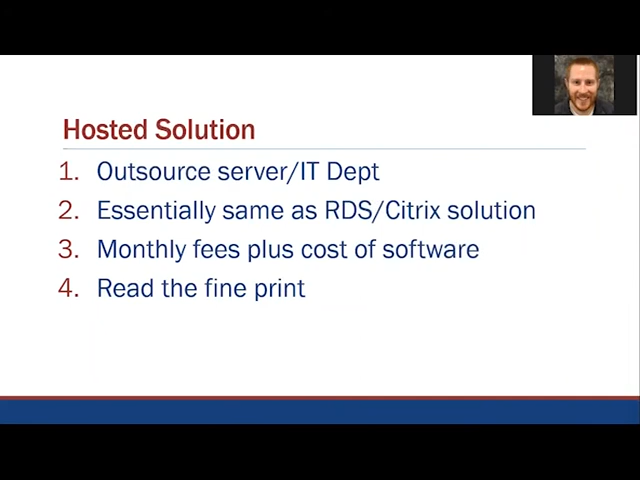 Hosted Solution
1. Outsource server/IT Dept
2. Essentially same as RDS/Citrix solution
3. Monthly fees plus cost of software
4. Read the fine print